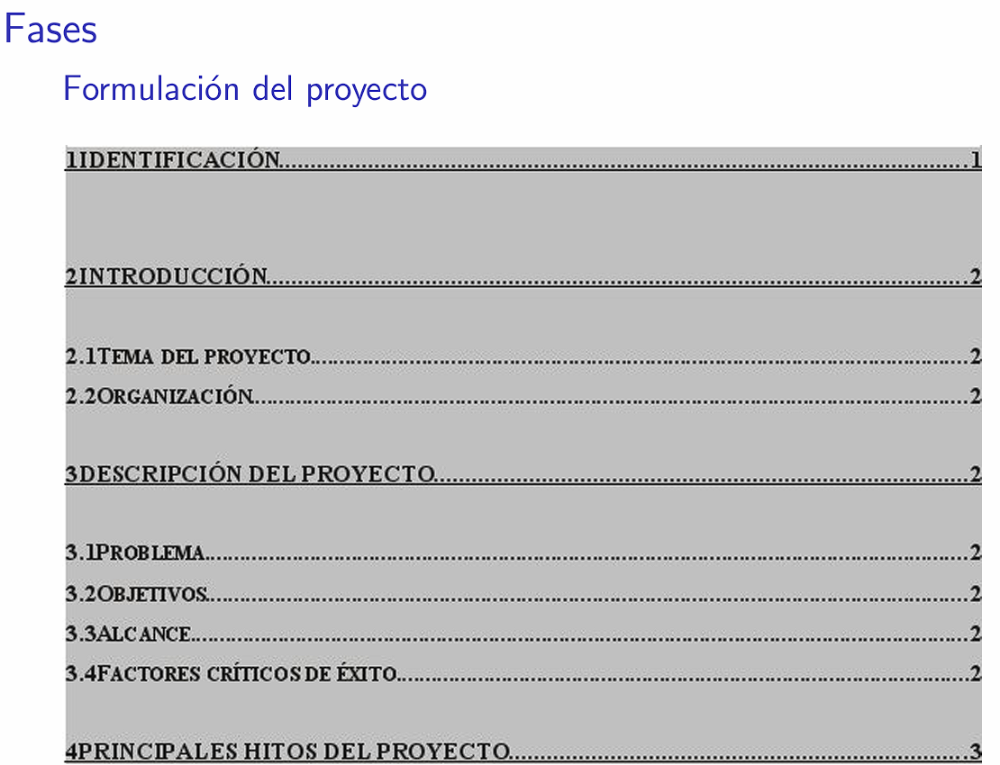 Fases
Formulación del proyecto
1IDENTIFICACIÓN....................1
2INTRODUCCIÓN....................2
2.1TEMA DEL PROYECTO....................2
2.2ORGANIZACIÓN....................2
3DESCRIPCIÓN DEL PROYECTO....................2
3.1PROBLEMA....................2
3.2OBJETIVOS....................2
3.3ALCANCE....................2
3.4FACTORES CRÍTICOS DE ÉXITO....................2
4PRINCIPALES HITOS DEL PROYECTO....................3